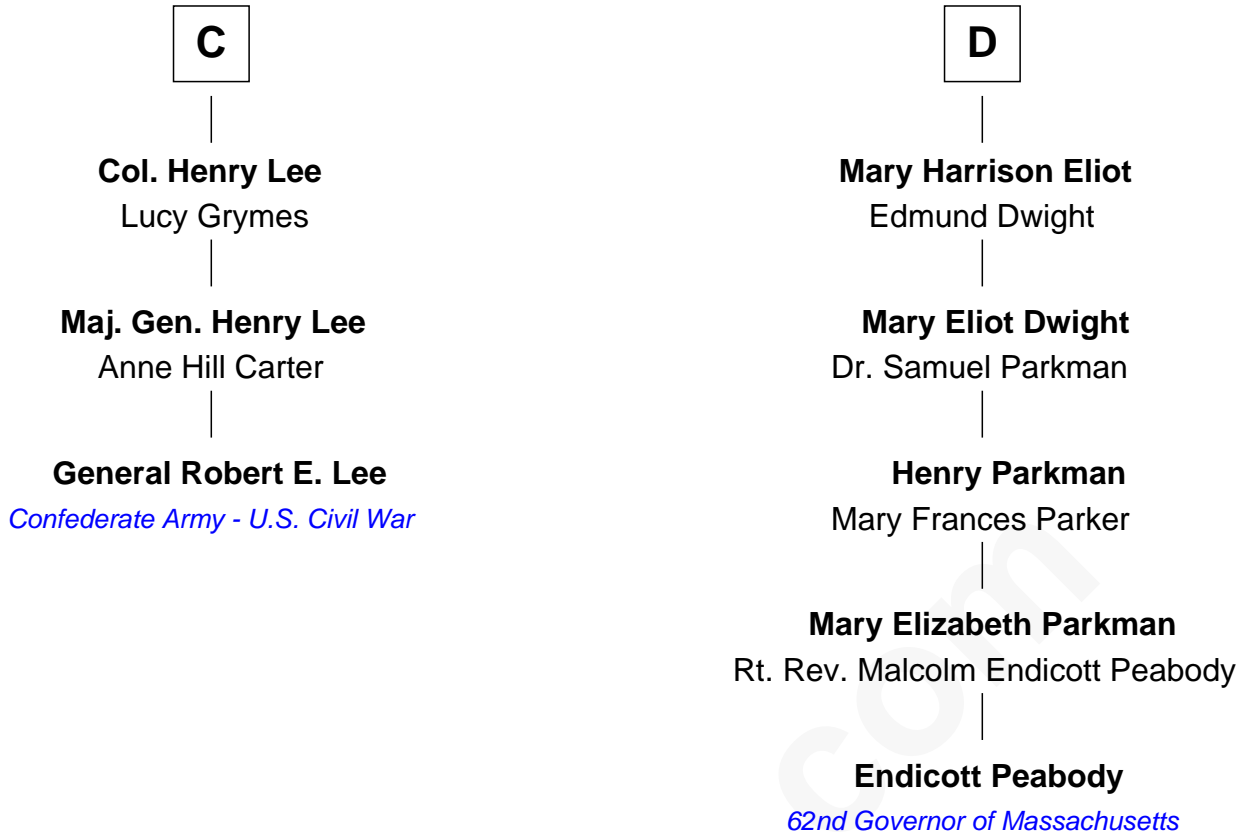 C
Col. Henry Lee
Lucy Grymes
Maj. Gen. Henry Lee
Anne Hill Carter
General Robert E. Lee
Confederate Army - U.S. Civil War
D
Mary Harrison Eliot
Edmund Dwight
Mary Eliot Dwight
Dr. Samuel Parkman
Henry Parkman
Mary Frances Parker
Mary Elizabeth Parkman
Rt. Rev. Malcolm Endicott Peabody
Endicott Peabody
62nd Governor of Massachusetts
com